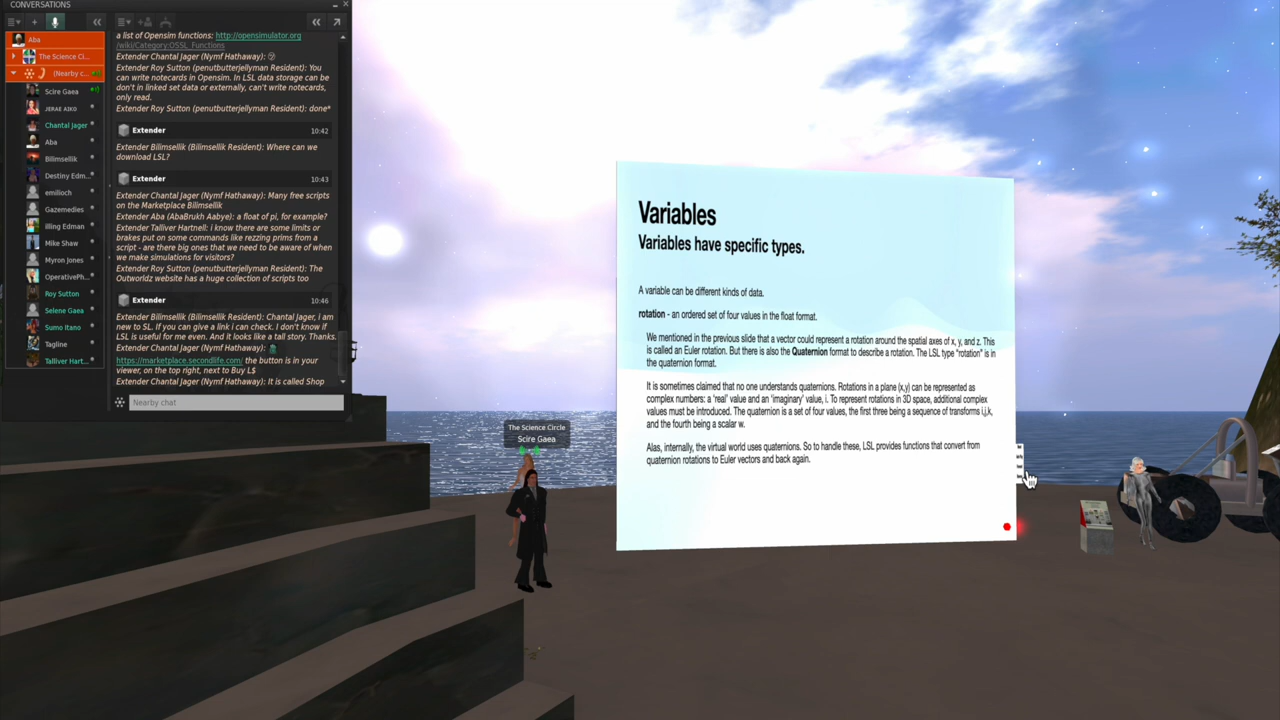 CONVERSATIONS
Aba
The Science Ci...
(Nearby c...
Scire Gaea
JERAE AIKO
Chantal Jager
Aba
Bilimsellik
Destiny Edm...
emilioch
Gazemedies
illing Edman
Mike Shaw
Myron Jones
OperativePh...
Roy Sutton
Selene Gaea
Sumo Itano
Tagline
Talliver Hart...
a list of Opensim functions: http://opensimulator.org
/wiki/Category:OSSL_Functions
Extender Chantal Jager (Nymf Hathaway):
Extender Roy Sutton (penutbutterjellyman Resident): You
can write notecards in Opensim. In LSL data storage can be
don't in linked set data or externally, can't write notecards,
only read.
Extender Roy Sutton (penutbutterjellyman Resident): done*
Extender 10:42
Extender Bilimsellik (Bilimsellik Resident): Where can we
download LSL?
Extender 10:43
Extender Chantal Jager (Nymf Hathaway): Many free scripts
on the Marketplace Bilimsellik
Extender Aba (AbaBrukh Aabye): a float of pi, for example?
Extender Talliver Hartnell: i know there are some limits or
brakes put on some commands like rezzing prims from a
script - are there big ones that we need to be aware of when
we make simulations for visitors?
Extender Roy Sutton (penutbutterjellyman Resident): The
Outworldz website has a huge collection of scripts too
Extender 10:46
Extender Bilimsellik (Bilimsellik Resident): Chantal Jager, i am
new to SL. If you can give a link i can check. I don't know if
LSL is useful for me even. And it looks like a tall story. Thanks.
Extender Chantal Jager (Nymf Hathaway):
https://marketplace.secondlife.com/ the button is in your
viewer, on the top right, next to Buy L$
Extender Chantal Jager (Nymf Hathaway): It is called Shop
Nearby chat
The Science Circle
Scire Gaea
Variables
Variables have specific types.
A variable can be different kinds of data.
rotation - an ordered set of four values in the float format.
We mentioned in the previous slide that a vector could represent a rotation around the spatial axes of x, y, and z. This
is called an Euler rotation. But there is also the Quaternion format to describe a rotation. The LSL type "rotation" is in
the quaternion format.
It is sometimes claimed that no one understands quaternions. Rotations in a plane (x,y) can be represented as
complex numbers: a 'real' value and an 'imaginary' value, i. To represent rotations in 3D space, additional complex
values must be introduced. The quaternion is a set of four values, the first three being a sequence of transforms i,j,k,
and the fourth being a scalar w.
Alas, internally, the virtual world uses quaternions. So to handle these, LSL provides functions that convert from
quaternion rotations to Euler vectors and back again.